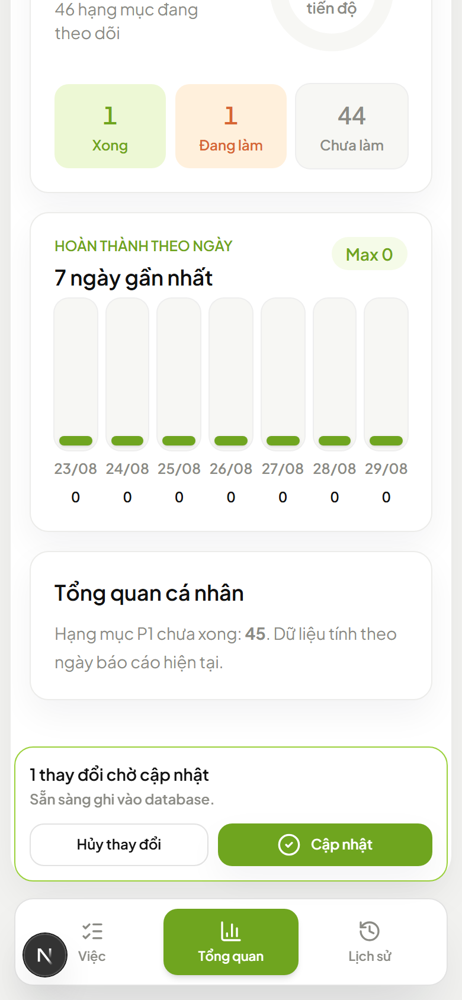 46 hạng mục đang
theo dõi
tiến độ
1
Xong
1
Đang làm
44
Chưa làm
HOÀN THÀNH THEO NGÀY
7 ngày gần nhất
Max 0
23/08 24/08 25/08 26/08 27/08 28/08 29/08
0 0 0 0 0 0 0
Tổng quan cá nhân
Hạng mục P1 chưa xong: 45. Dữ liệu tính theo
ngày báo cáo hiện tại.
1 thay đổi chờ cập nhật
Sẵn sàng ghi vào database.
Hủy thay đổi
Cập nhật
N
Việc
Tổng quan
Lịch sử